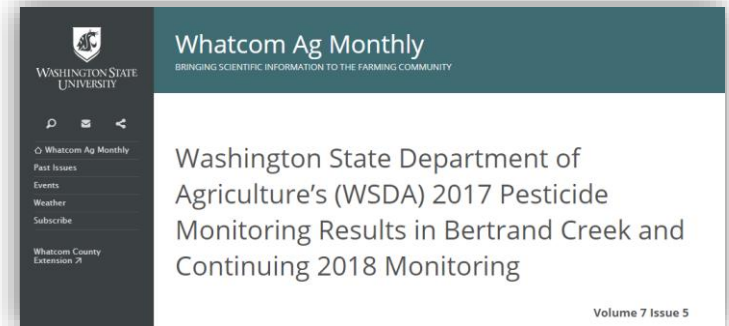 WASHINGTON STATE
UNIVERSITY
Whatcom Ag Monthly
Past Issues
Events
Weather
Subscribe
Whatcom County
Extension ↗
Whatcom Ag Monthly
BRINGING SCIENTIFIC INFORMATION TO THE FARMING COMMUNITY
Washington State Department of
Agriculture’s (WSDA) 2017 Pesticide
Monitoring Results in Bertrand Creek and
Continuing 2018 Monitoring
Volume 7 Issue 5